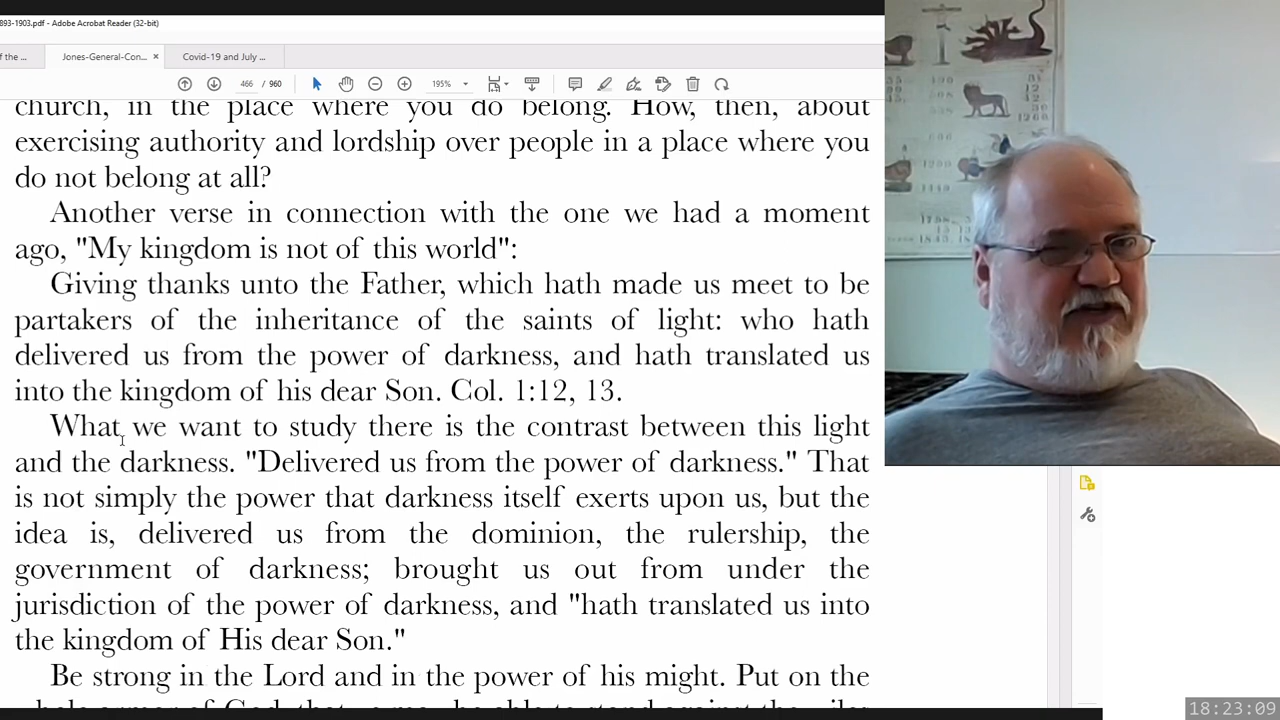 893-1903.pdf - Adobe Acrobat Reader (32-bit)
f the ...
Jones-General-Con... ×
Covid-19 and July ...
466 / 960
195%
church, in the place where you do belong. How, then, about
exercising authority and lordship over people in a place where you
do not belong at all?
Another verse in connection with the one we had a moment
ago, "My kingdom is not of this world":
Giving thanks unto the Father, which hath made us meet to be
partakers of the inheritance of the saints of light: who hath
delivered us from the power of darkness, and hath translated us
into the kingdom of his dear Son. Col. 1:12, 13.
What we want to study there is the contrast between this light
and the darkness. "Delivered us from the power of darkness." That
is not simply the power that darkness itself exerts upon us, but the
idea is, delivered us from the dominion, the rulership, the
government of darkness; brought us out from under the
jurisdiction of the power of darkness, and "hath translated us into
the kingdom of His dear Son."
Be strong in the Lord and in the power of his might. Put on the
18:23:09